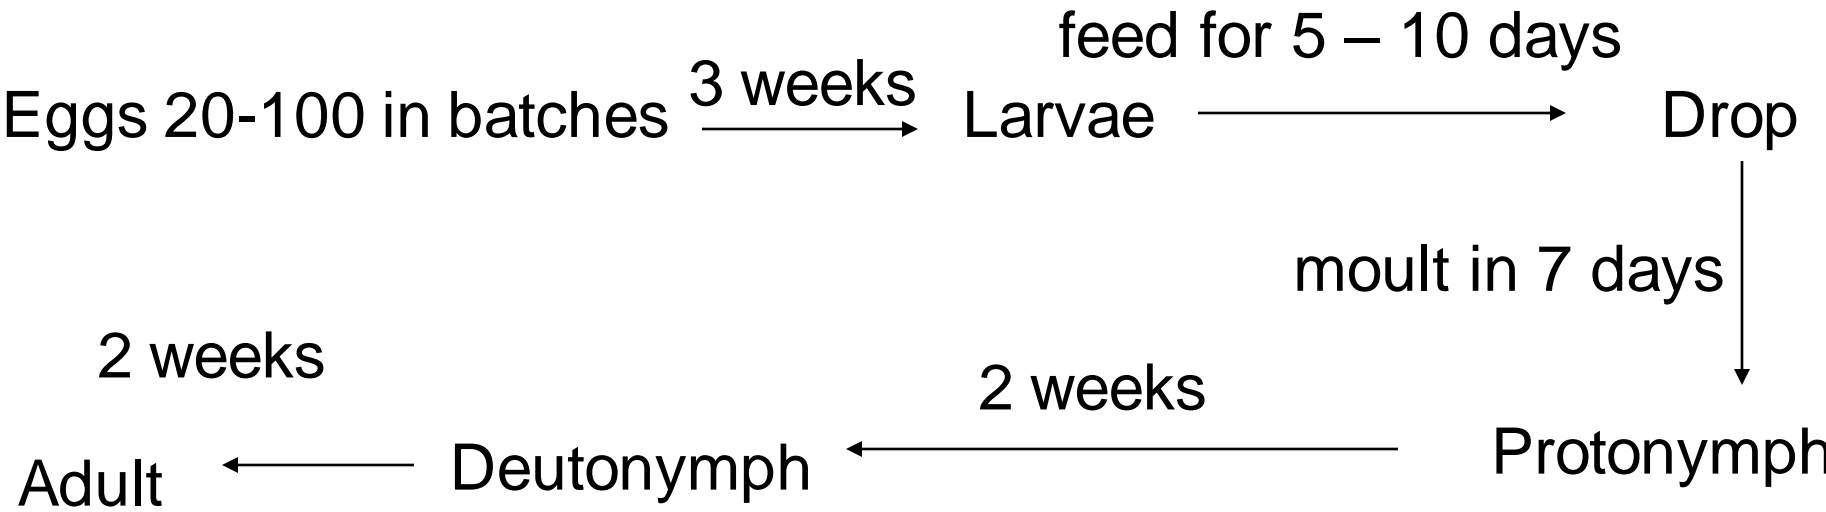 feed for 5 – 10 days
Eggs 20-100 in batches 3 weeks Larvae Drop
moult in 7 days
2 weeks
2 weeks
Adult Deutonymph Protonymph